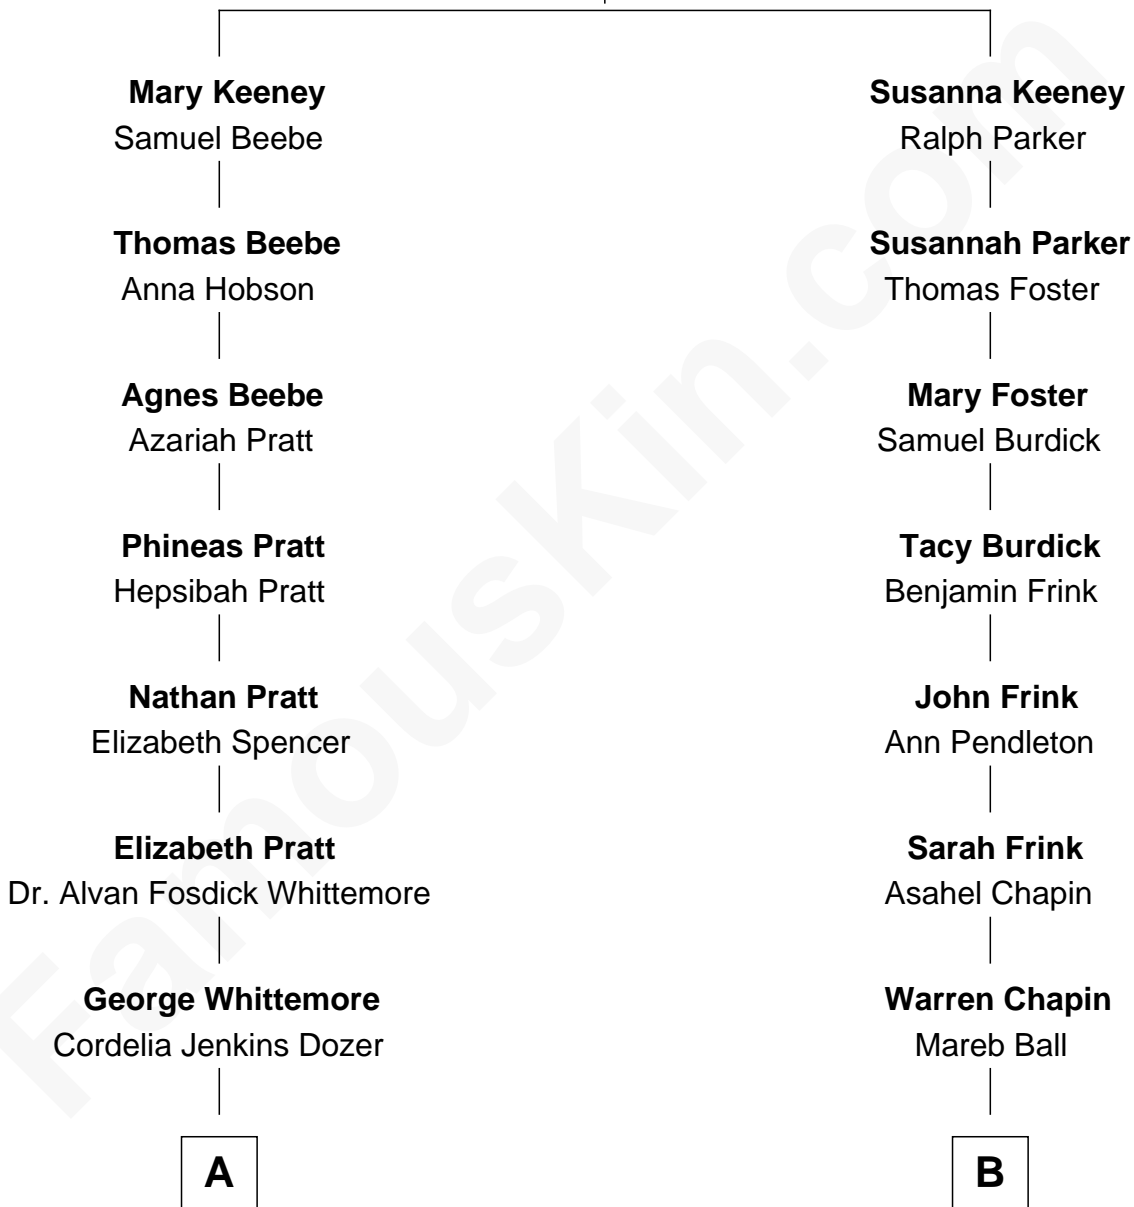 Mary Keeney
Samuel Beebe
Thomas Beebe
Anna Hobson
Agnes Beebe
Azariah Pratt
Phineas Pratt
Hepsibah Pratt
Nathan Pratt
Elizabeth Spencer
Elizabeth Pratt
Dr. Alvan Fosdick Whittemore
George Whittemore
Cordelia Jenkins Dozer
A
Susanna Keeney
Ralph Parker
Susannah Parker
Thomas Foster
Mary Foster
Samuel Burdick
Tacy Burdick
Benjamin Frink
John Frink
Ann Pendleton
Sarah Frink
Asahel Chapin
Warren Chapin
Mareb Ball
B
FamousKin.com